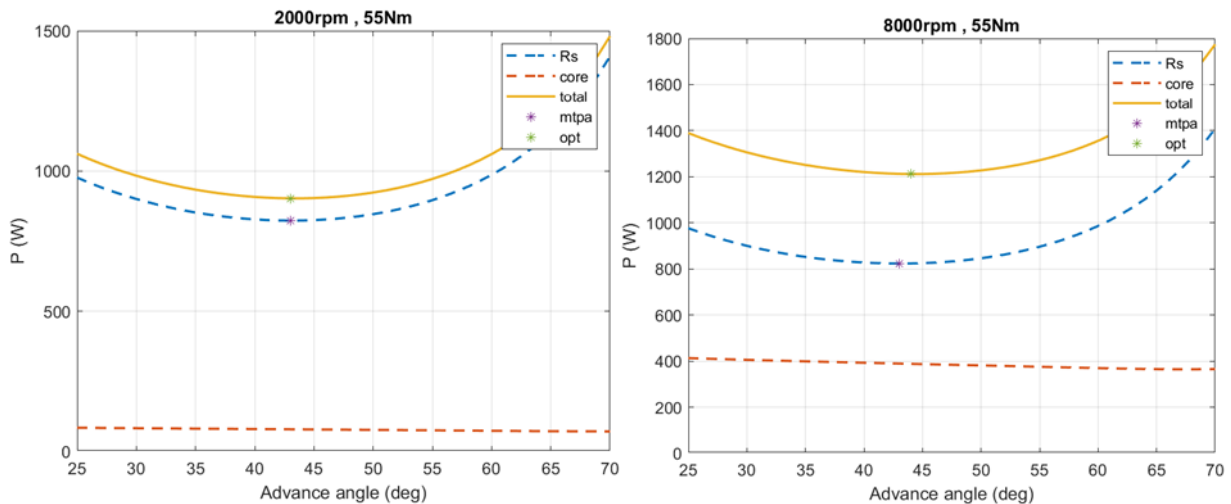 2000rpm , 55Nm
1500
1000
500
0
P (W)
Rs
core
total
mtpa
opt
25 30 35 40 45 50 55 60 65 70
Advance angle (deg)
8000rpm , 55Nm
1800
1600
1400
1200
1000
800
600
400
200
0
P (W)
Rs
core
total
mtpa
opt
25 30 35 40 45 50 55 60 65 70
Advance angle (deg)